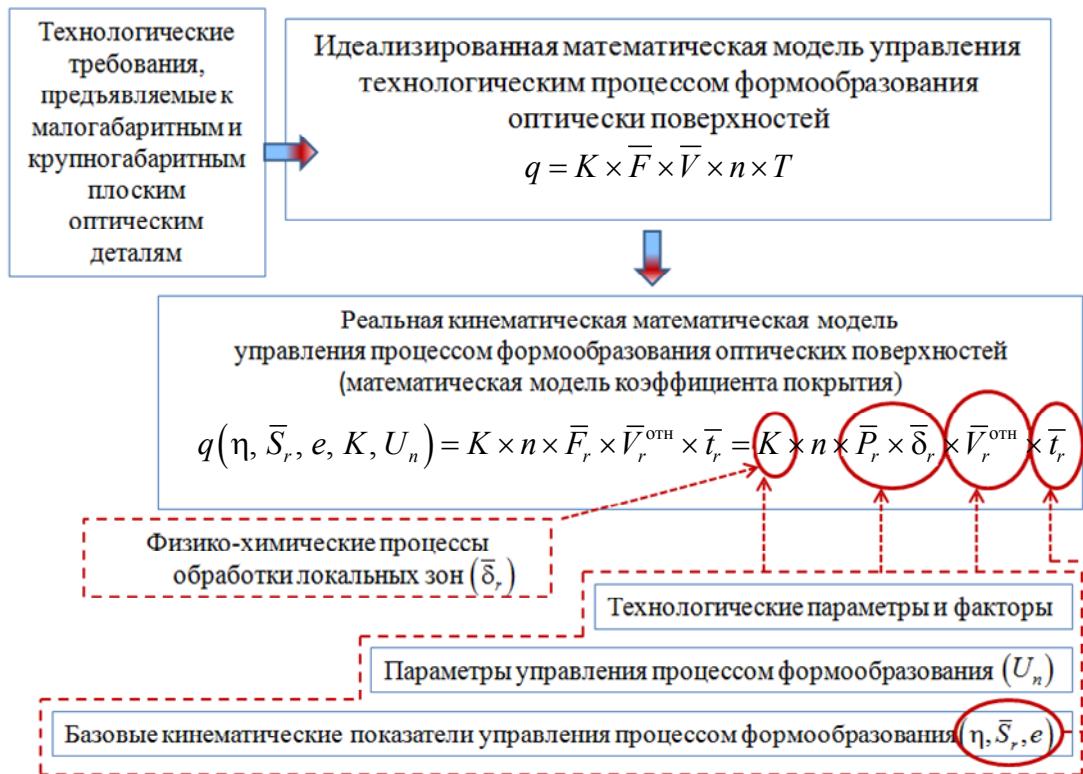 Технологические
требования,
предъявляемые к
малогабаритным и
крупногабаритным
плоским
оптическим
деталям
Идеализированная математическая модель управления
технологическим процессом формообразования
оптически поверхностей
q = K × F̅ × V̅ × n × T
Реальная кинематическая математическая модель
управления процессом формообразования оптических поверхностей
(математическая модель коэффициента покрытия)
q(η, S̅ᵣ, e, K, Uₙ) = K × n × F̅ᵣ × V̅ᵣᵒᵗⁿ × t̅ᵣ = K × n × P̅ᵣ × δ̅ᵣ × V̅ᵣᵒᵗⁿ × t̅ᵣ
Физико-химические процессы
обработки локальных зон (δ̅ᵣ)
Технологические параметры и факторы
Параметры управления процессом формообразования (Uₙ)
Базовые кинематические показатели управления процессом формообразования (η, S̅ᵣ, e)